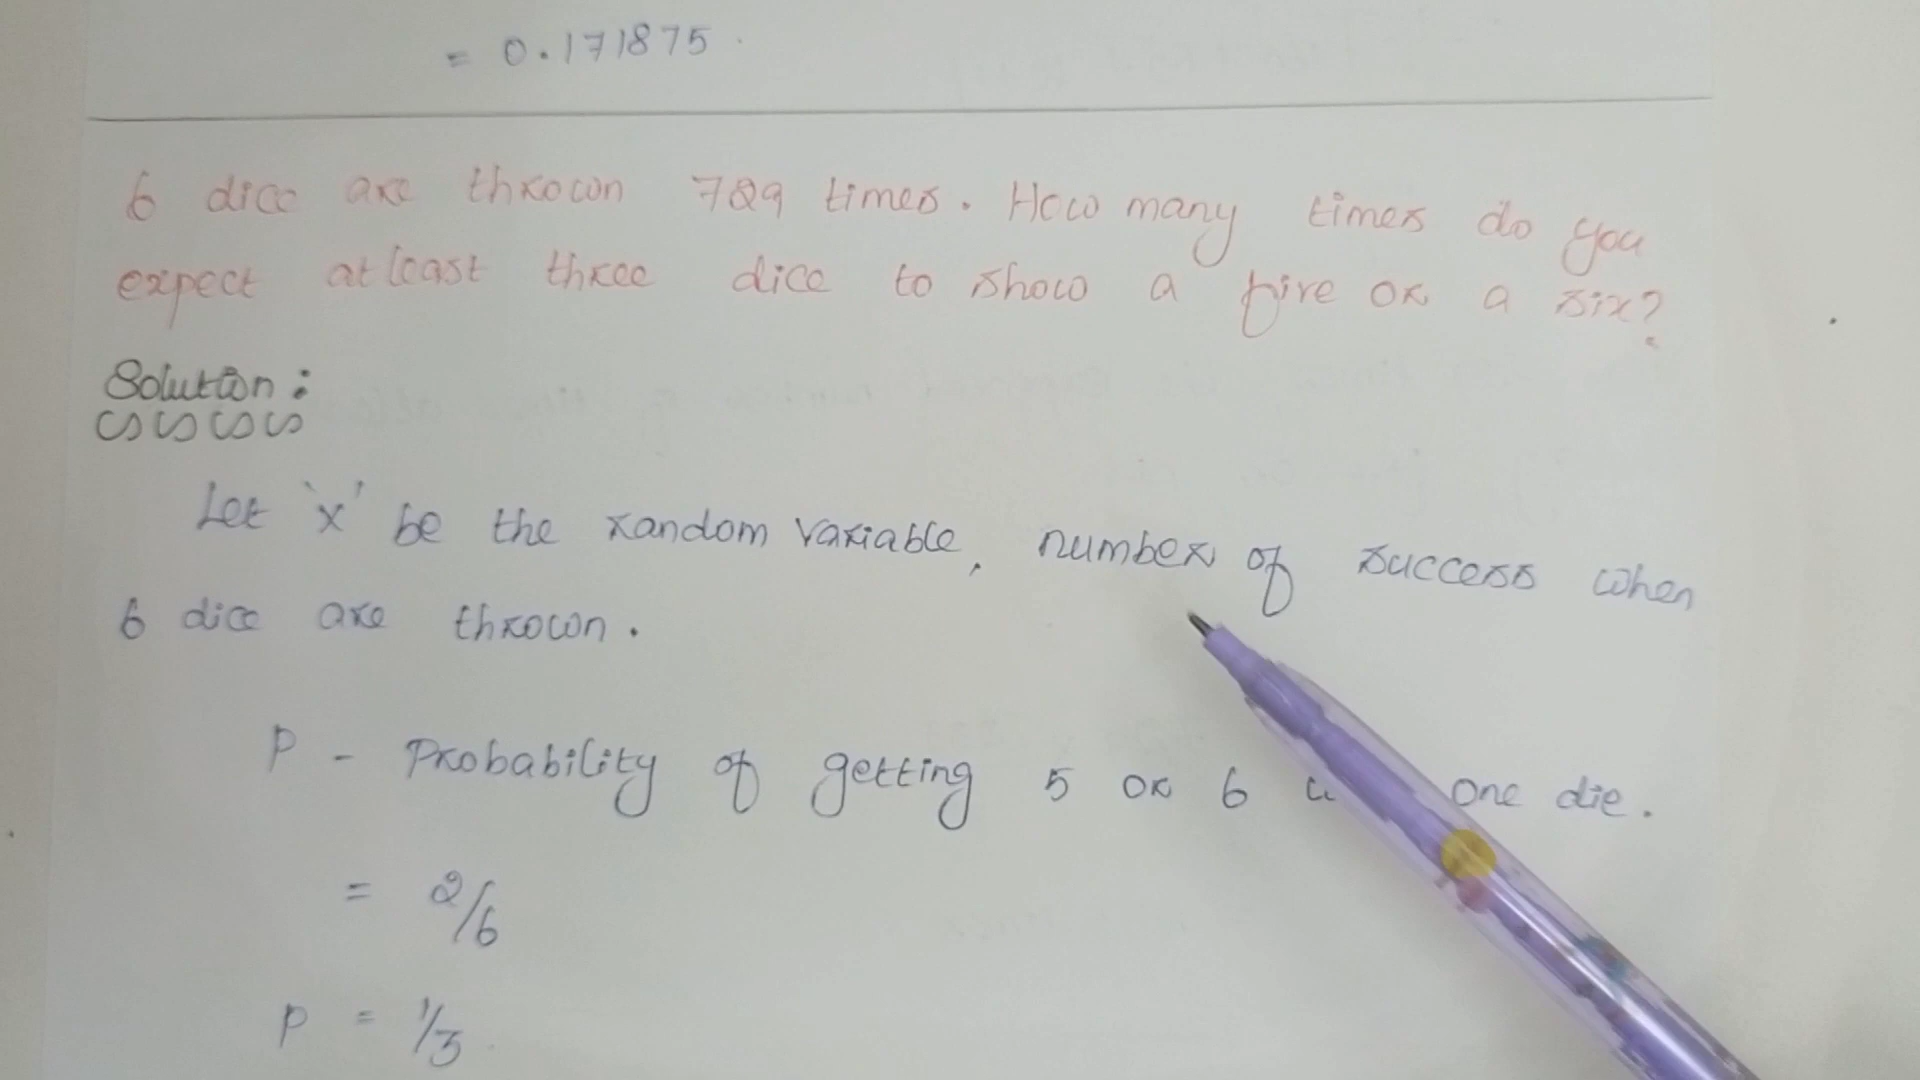 = 0.171875.
6 dice are thrown 729 times. How many times do you
expect atleast three dice to show a five or a six?
Solution:
Let 'x' be the random variable, number of success when
6 dice are thrown.
P - Probability of getting 5 or 6 one die.
= 2/6
P = 1/3.